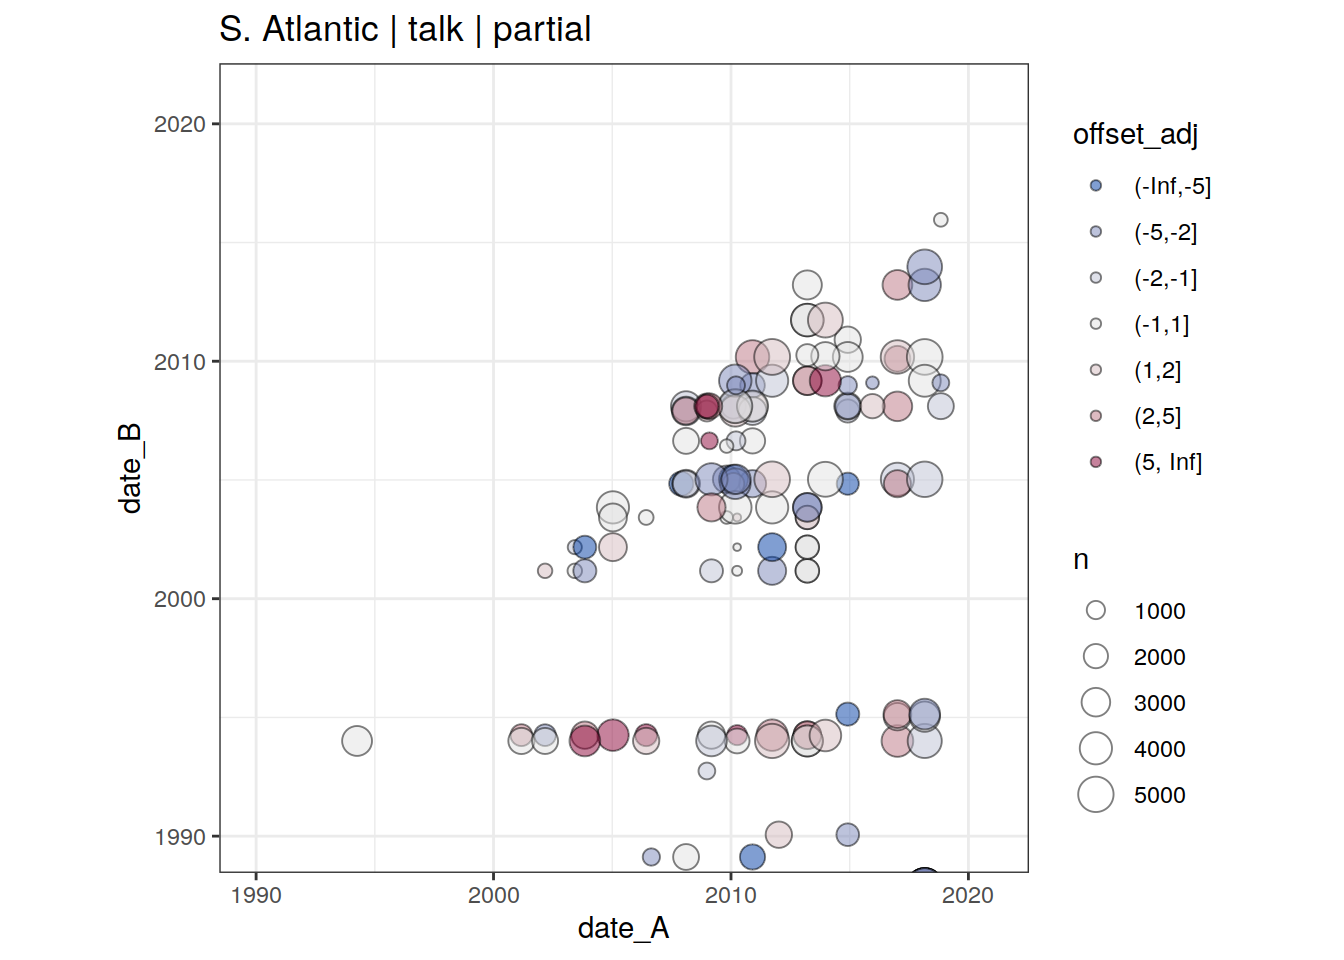 S. Atlantic | talk | partial
2020
2010
2000
1990
date_B
1990
2000
2010
2020
date_A
offset_adj
(-Inf,-5]
(-5,-2]
(-2,-1]
(-1,1]
(1,2]
(2,5]
(5, Inf]
n
1000
2000
3000
4000
5000